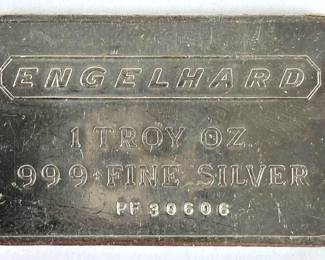 ENGELHARD
1 TROY OZ.
999+ FINE SILVER
PF 30606